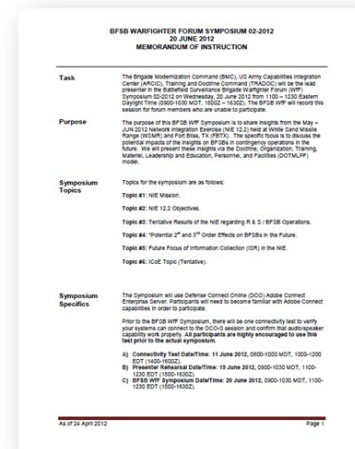 BFSB WARFIGHTER FORUM SYMPOSIUM 02-2012
20 JUNE 2012
MEMORANDUM OF INSTRUCTION
Task
The Brigade Modernization Command (BMC), US Army Capabilities Integration
Center (ARCIC), Training and Doctrine Command (TRADOC) will be the lead
presenter in the Battlefield Surveillance Brigade Warfighter Forum (WfF)
Symposium 02-2012 on Wednesday, 20 June 2012 from 1100 – 1230 Eastern
Daylight Time (0900-1030 MDT, 1500Z – 1630Z). The BFSB WfF will record this
session for forum members who are unable to participate.
Purpose
The purpose of this BFSB WfF Symposium is to share insights from the May –
JUN 2012 Network Integration Exercise (NIE 12.2) held at White Sand Missile
Range (WSMR) and Fort Bliss, TX (FBTX). The specific focus is to discuss the
potential impacts of the insights on BFSBs in contingency operations in the
future. We will present these insights via the Doctrine, Organization, Training,
Materiel, Leadership and Education, Personnel, and Facilities (DOTMLPF)
model.
Symposium
Topics
Topics for the symposium are as follows:
Topic #1: NIE Mission.
Topic #2: NIE 12.2 Objectives.
Topic #3: Tentative Results of the NIE regarding R & S / BFSB Operations.
Topic #4: "Potential 2nd and 3rd Order Effects on BFSBs in the Future.
Topic #5: Future Focus of Information Collection (ISR) in the NIE.
Topic #6: ICoE Topic (Tentative).
Symposium
Specifics
The Symposium will use Defense Connect Online (DCO) Adobe Connect
Enterprise Server. Participants will need to become familiar with Adobe Connect
capabilities in order to participate.
Prior to the BFSB WfF Symposium, there will be one connectivity test to verify
your systems can connect to the DCO-S session and confirm that audio/speaker
capability work properly. All participants are highly encouraged to use this
test prior to the actual symposium.
A) Connectivity Test Date/Time: 11 June 2012, 0800-1000 MDT, 1000-1200
EDT (1400-1600Z).
B) Presenter Rehearsal Date/Time: 19 June 2012, 0900-1030 MDT, 1100-
1230 EDT (1500-1630Z).
C) BFSB WfF Symposium Date/Time: 20 June 2012, 0900-1030 MDT, 1100-
1230 EDT (1500-1630Z).
As of 24 April 2012
Page 1